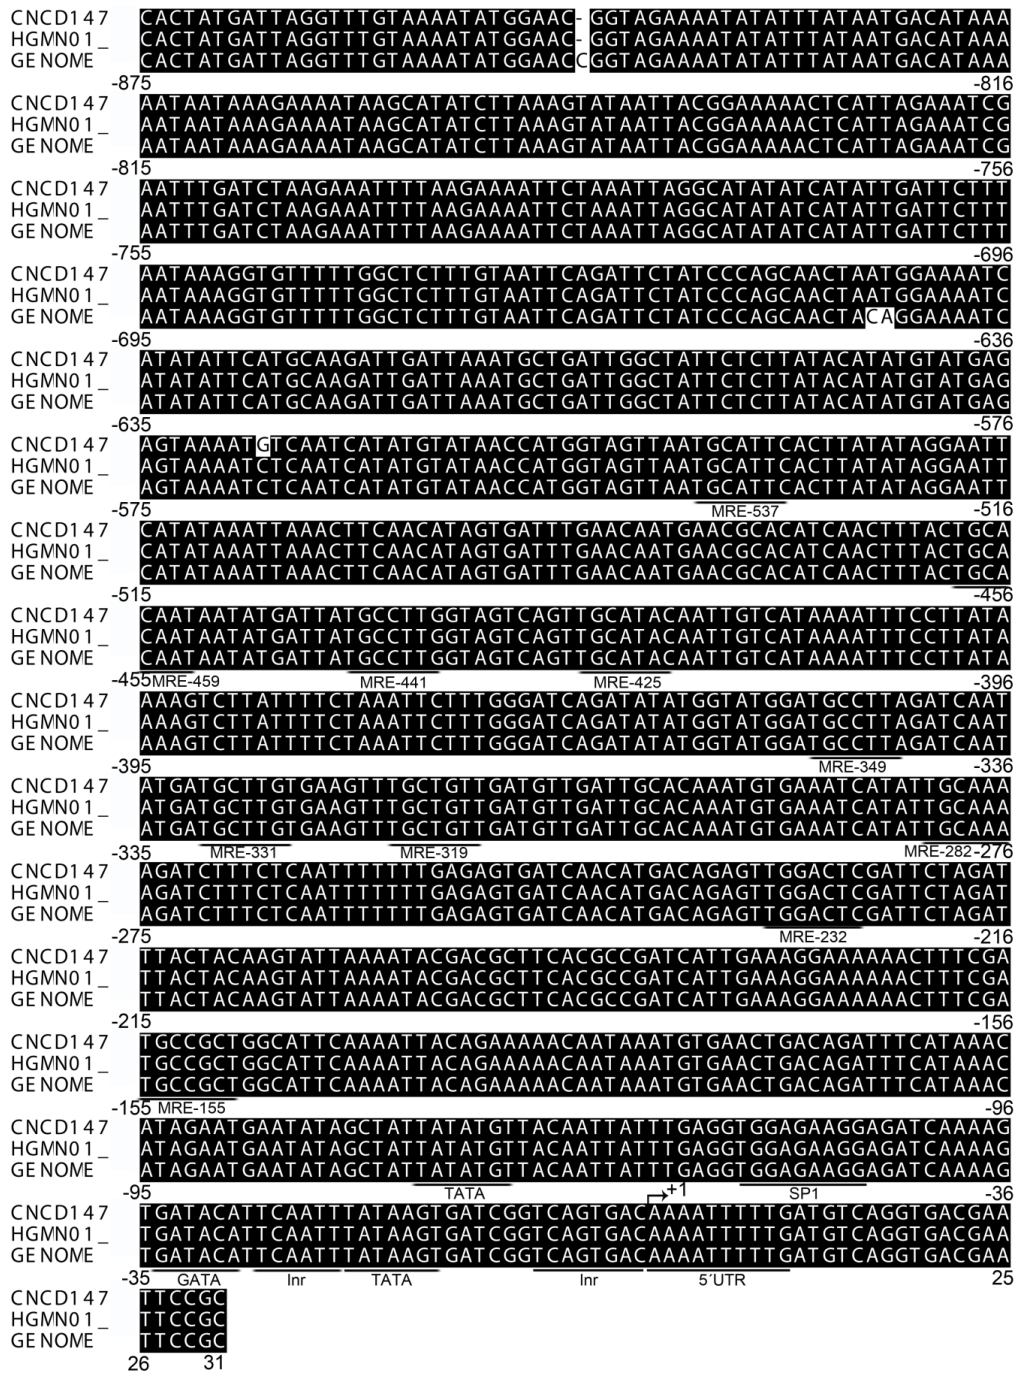 CNCD147 CACTATGATTAGGTTTGTAAAATATGGAAC-GGTAGAAAATATATTTATAATGACATAAA
HGMN01_ CACTATGATTAGGTTTGTAAAATATGGAAC-GGTAGAAAATATATTTATAATGACATAAA
GENOME CACTATGATTAGGTTTGTAAAATATGGAACCGGTAGAAAATATATTTATAATGACATAAA
-875 -816
CNCD147 AATAATAAAGAAAATAAGCATATCTTAAAGTATAATTACGGAAAAACTCATTAGAAATCG
HGMN01_ AATAATAAAGAAAATAAGCATATCTTAAAGTATAATTACGGAAAAACTCATTAGAAATCG
GENOME AATAATAAAGAAAATAAGCATATCTTAAAGTATAATTACGGAAAAACTCATTAGAAATCG
-815 -756
CNCD147 AATTTGATCTAAGAAATTTTAAGAAAATTCTAAATTAGGCATATATCATATTGATTCTTT
HGMN01_ AATTTGATCTAAGAAATTTTAAGAAAATTCTAAATTAGGCATATATCATATTGATTCTTT
GENOME AATTTGATCTAAGAAATTTTAAGAAAATTCTAAATTAGGCATATATCATATTGATTCTTT
-755 -696
CNCD147 AATAAAGGTGTTTTTGGCTCTTTGTAATTCAGATTCTATCCCAGCAACTAATGGAAAATC
HGMN01_ AATAAAGGTGTTTTTGGCTCTTTGTAATTCAGATTCTATCCCAGCAACTAATGGAAAATC
GENOME AATAAAGGTGTTTTTGGCTCTTTGTAATTCAGATTCTATCCCAGCAACTACAGGAAAATC
-695 -636
CNCD147 ATATATTCATGCAAGATTGATTAAATGCTGATTGGCTATTCTCTTATACATATGTATGAG
HGMN01_ ATATATTCATGCAAGATTGATTAAATGCTGATTGGCTATTCTCTTATACATATGTATGAG
GENOME ATATATTCATGCAAGATTGATTAAATGCTGATTGGCTATTCTCTTATACATATGTATGAG
-635 -576
CNCD147 AGTAAAATGTCAATCATATGTATAACCATGGTAGTTAATGCATTCACTTATATAGGAATT
HGMN01_ AGTAAAATCTCAATCATATGTATAACCATGGTAGTTAATGCATTCACTTATATAGGAATT
GENOME AGTAAAATCTCAATCATATGTATAACCATGGTAGTTAATGCATTCACTTATATAGGAATT
-575 MRE-537 -516
CNCD147 CATATAAATTAAACTTCAACATAGTGATTTGAACAATGAACGCACATCAACTTTACTGCA
HGMN01_ CATATAAATTAAACTTCAACATAGTGATTTGAACAATGAACGCACATCAACTTTACTGCA
GENOME CATATAAATTAAACTTCAACATAGTGATTTGAACAATGAACGCACATCAACTTTACTGCA
-515 -456
CNCD147 CAATAATATGATTATGCCTTGGTAGTCAGTTGCATACAATTGTCATAAAATTTCCTTATA
HGMN01_ CAATAATATGATTATGCCTTGGTAGTCAGTTGCATACAATTGTCATAAAATTTCCTTATA
GENOME CAATAATATGATTATGCCTTGGTAGTCAGTTGCATACAATTGTCATAAAATTTCCTTATA
-455 MRE-459 MRE-441 MRE-425 -396
CNCD147 AAAGTCTTATTTTCTAAATTCTTTGGGATCAGATATATGGTATGGATGCCTTAGATCAAT
HGMN01_ AAAGTCTTATTTTCTAAATTCTTTGGGATCAGATATATGGTATGGATGCCTTAGATCAAT
GENOME AAAGTCTTATTTTCTAAATTCTTTGGGATCAGATATATGGTATGGATGCCTTAGATCAAT
-395 MRE-349 -336
CNCD147 ATGATGCTTGTGAAGTTTGCTGTTGATGTTGATTGCACAAATGTGAAATCATATTGCAAA
HGMN01_ ATGATGCTTGTGAAGTTTGCTGTTGATGTTGATTGCACAAATGTGAAATCATATTGCAAA
GENOME ATGATGCTTGTGAAGTTTGCTGTTGATGTTGATTGCACAAATGTGAAATCATATTGCAAA
-335 MRE-331 MRE-319 MRE-282 -276
CNCD147 AGATCTTTCTCAATTTTTTTGAGAGTGATCAACATGACAGAGTTGGACTCGATTCTAGAT
HGMN01_ AGATCTTTCTCAATTTTTTTGAGAGTGATCAACATGACAGAGTTGGACTCGATTCTAGAT
GENOME AGATCTTTCTCAATTTTTTTGAGAGTGATCAACATGACAGAGTTGGACTCGATTCTAGAT
-275 MRE-232 -216
CNCD147 TTACTACAAGTATTAAAATACGACGCTTCACGCCGATCATTGAAAGGAAAAAACTTTCGA
HGMN01_ TTACTACAAGTATTAAAATACGACGCTTCACGCCGATCATTGAAAGGAAAAAACTTTCGA
GENOME TTACTACAAGTATTAAAATACGACGCTTCACGCCGATCATTGAAAGGAAAAAACTTTCGA
-215 -156
CNCD147 TGCCGCTGGCATTCAAAATTACAGAAAAACAATAAATGTGAACTGACAGATTTCATAAAC
HGMN01_ TGCCGCTGGCATTCAAAATTACAGAAAAACAATAAATGTGAACTGACAGATTTCATAAAC
GENOME TGCCGCTGGCATTCAAAATTACAGAAAAACAATAAATGTGAACTGACAGATTTCATAAAC
-155 MRE-155 -96
CNCD147 ATAGAATGAATATAGCTATTATATGTTACAATTATTTGAGGTGGAGAAGGAGATCAAAAG
HGMN01_ ATAGAATGAATATAGCTATTATATGTTACAATTATTTGAGGTGGAGAAGGAGATCAAAAG
GENOME ATAGAATGAATATAGCTATTATATGTTACAATTATTTGAGGTGGAGAAGGAGATCAAAAG
-95 TATA +1 SP1 -36
CNCD147 TGATACATTCAATTTATAAGTGATCGGTCAGTGACAAAATTTTTGATGTCAGGTGACGAA
HGMN01_ TGATACATTCAATTTATAAGTGATCGGTCAGTGACAAAATTTTTGATGTCAGGTGACGAA
GENOME TGATACATTCAATTTATAAGTGATCGGTCAGTGACAAAATTTTTGATGTCAGGTGACGAA
-35 GATA Inr TATA Inr 5´UTR 25
CNCD147 TTCCGC
HGMN01_ TTCCGC
GENOME TTCCGC
26 31